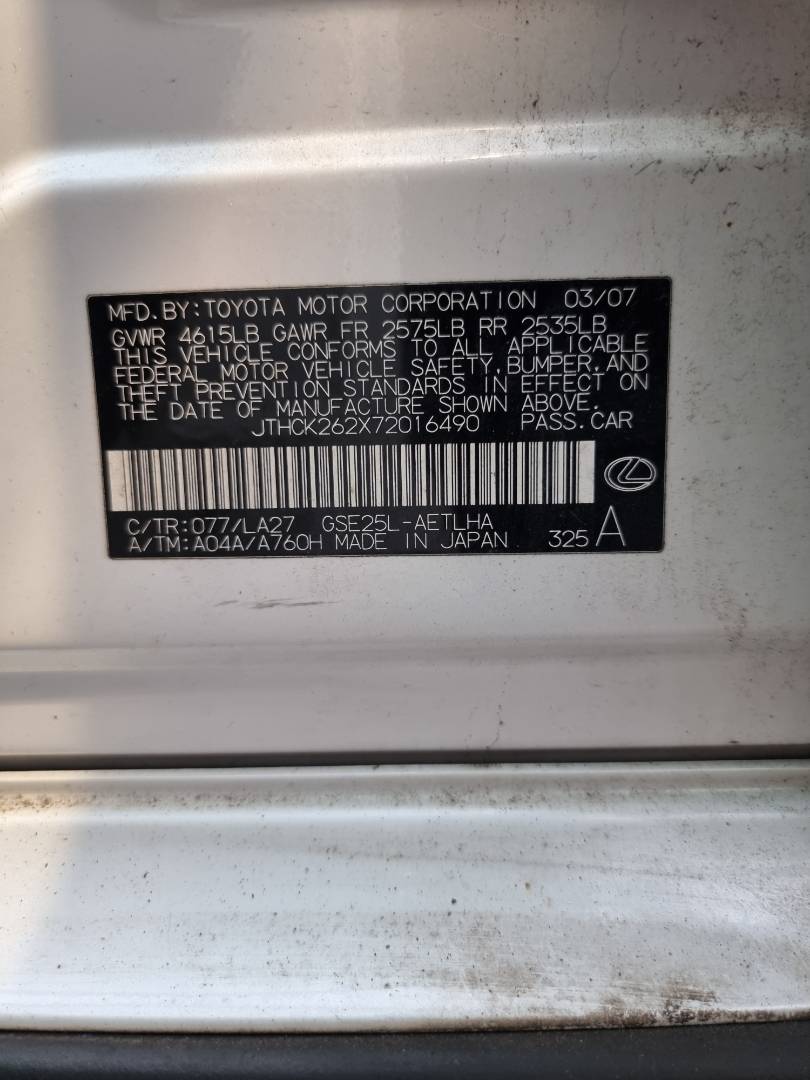 MFD. BY: TOYOTA MOTOR CORPORATION 03/07
GVWR 4615LB GAWR FR 2575LB RR 2535LB
THIS VEHICLE CONFORMS TO ALL APPLICABLE
FEDERAL MOTOR VEHICLE SAFETY, BUMPER, AND
THEFT PREVENTION STANDARDS IN EFFECT ON
THE DATE OF MANUFACTURE SHOWN ABOVE.
JTHCK262X72016490 PASS. CAR
C/TR: 077/LA27 GSE25L-AETLHA
A/TM: A04A/A760H MADE IN JAPAN 325 A